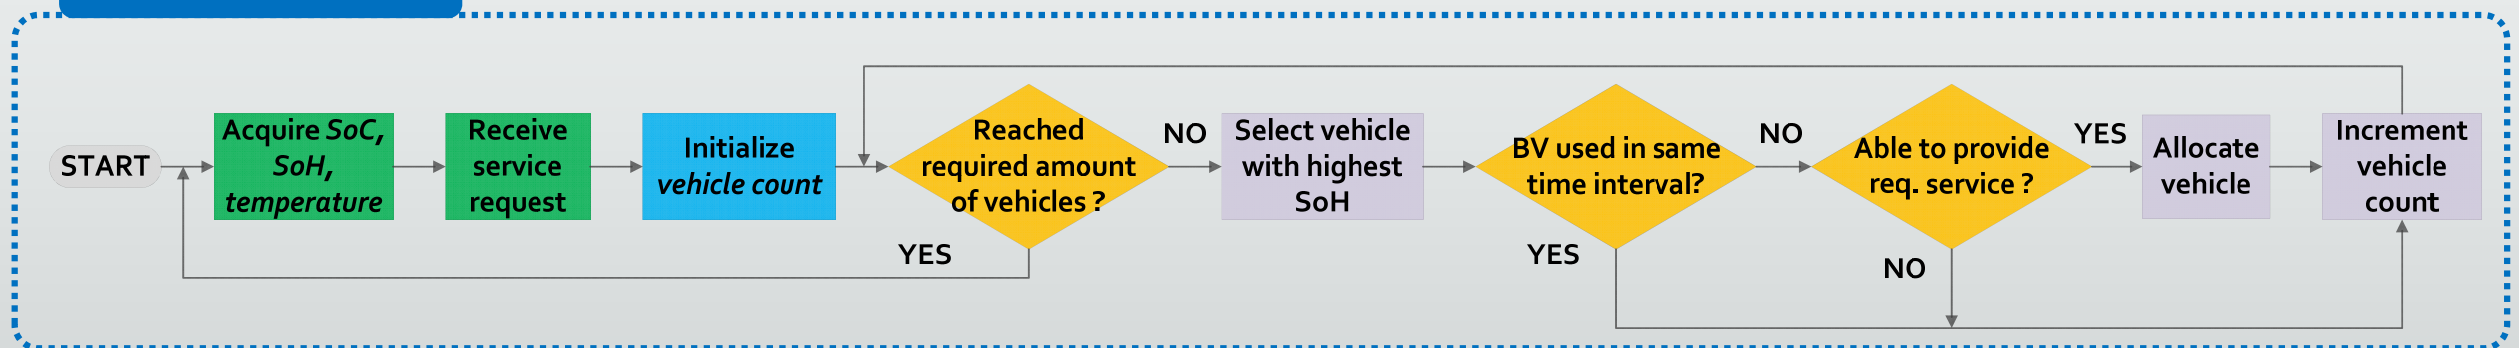 START
Acquire SoC,
SoH,
temperature
Receive
service
request
Initialize
vehicle count
Reached
required amount
of vehicles ?
YES
NO
Select vehicle
with highest
SoH
BV used in same
time interval?
YES
NO
Able to provide
req. service ?
NO
YES
Allocate
vehicle
Increment
vehicle
count